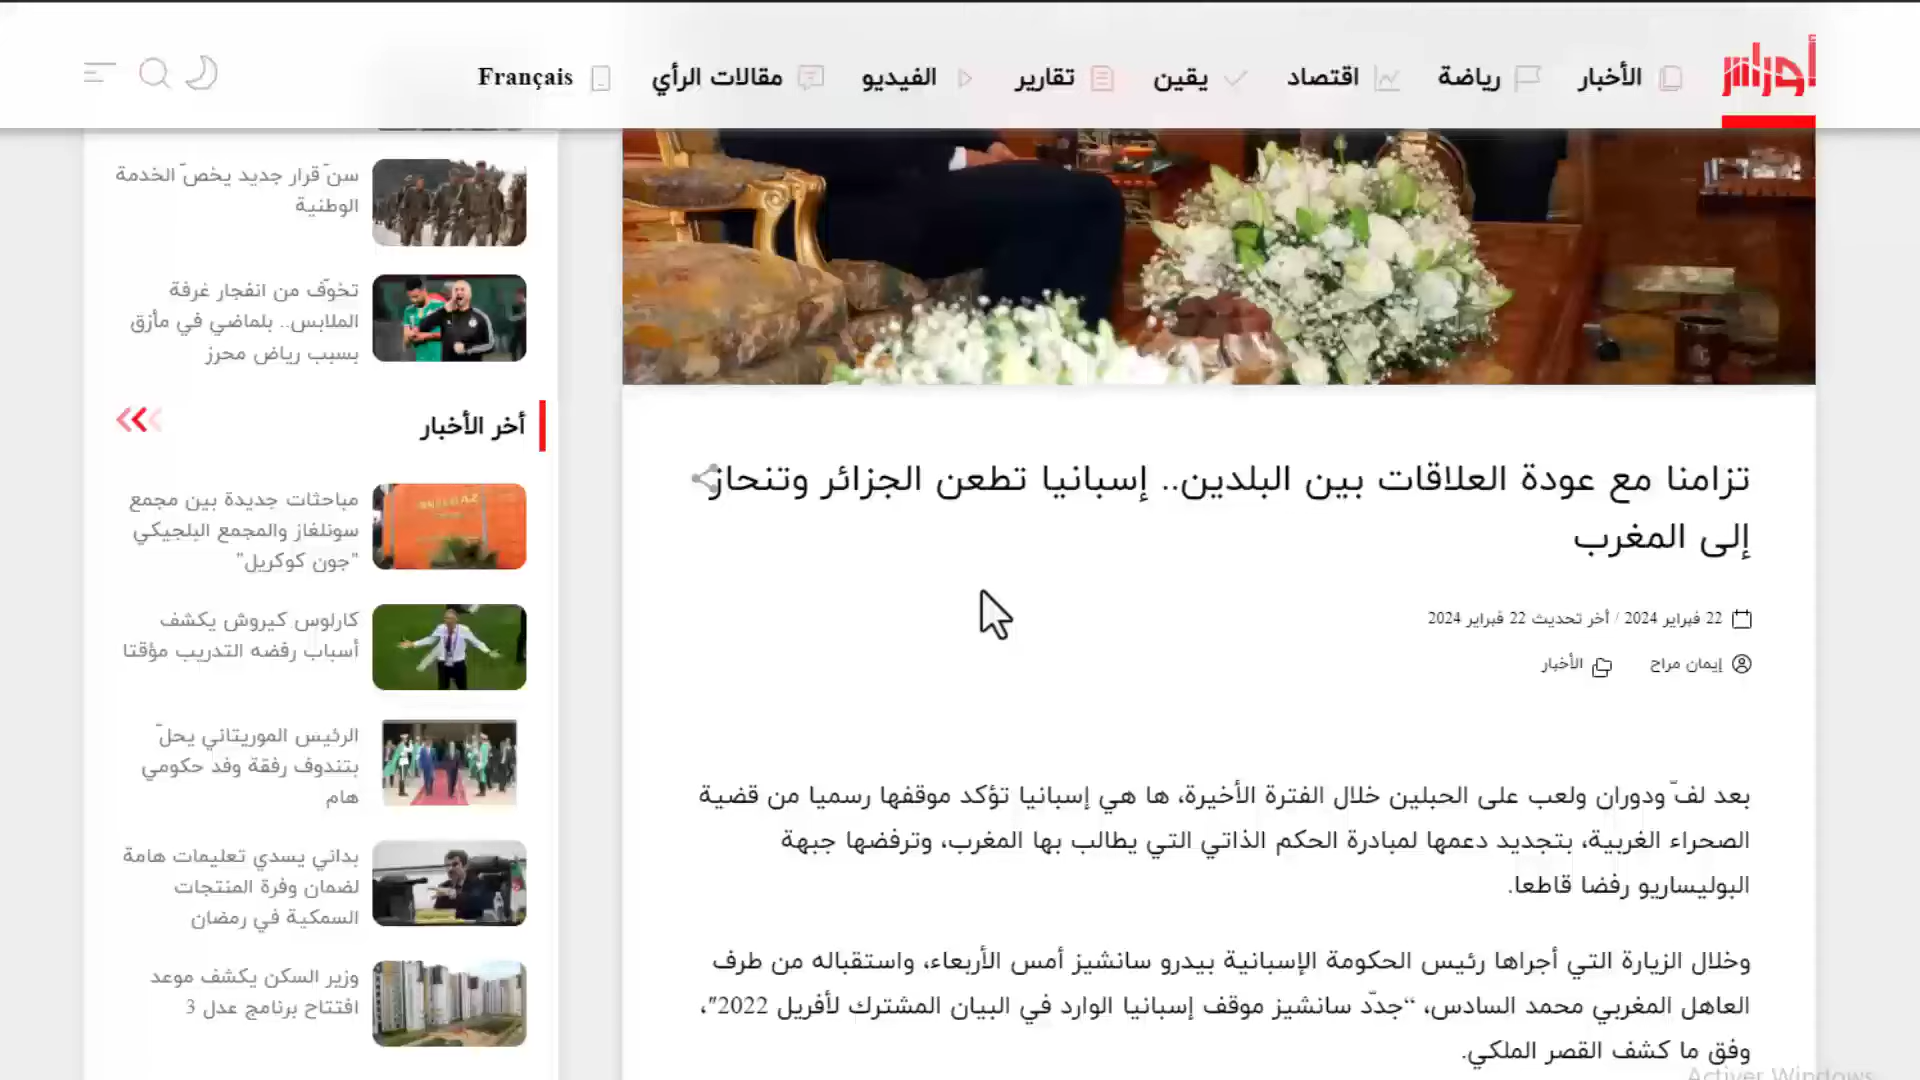 أوراس
الأخبار
رياضة
اقتصاد
يقين
تقارير
الفيديو
مقالات الرأي
Français
تزامنا مع عودة العلاقات بين البلدين.. إسبانيا تطعن الجزائر وتنحاز
إلى المغرب
22 فبراير 2024 / أخر تحديث 22 فبراير 2024
إيمان مراح
الأخبار
بعد لفّ ودوران ولعب على الحبلين خلال الفترة الأخيرة، ها هي إسبانيا تؤكد موقفها رسميا من قضية
الصحراء الغربية، بتجديد دعمها لمبادرة الحكم الذاتي التي يطالب بها المغرب، وترفضها جبهة
البوليساريو رفضا قاطعا.
وخلال الزيارة التي أجراها رئيس الحكومة الإسبانية بيدرو سانشيز أمس الأربعاء، واستقباله من طرف
العاهل المغربي محمد السادس، “جدّد سانشيز موقف إسبانيا الوارد في البيان المشترك لأفريل 2022″،
وفق ما كشف القصر الملكي.
سنّ قرار جديد يخصّ الخدمة
الوطنية
تخوّف من انفجار غرفة
الملابس.. بلماضي في مأزق
بسبب رياض محرز
أخر الأخبار
مباحثات جديدة بين مجمع
سونلغاز والمجمع البلجيكي
"جون كوكريل"
كارلوس كيروش يكشف
أسباب رفضه التدريب مؤقتا
الرئيس الموريتاني يحلّ
بتندوف رفقة وفد حكومي
هام
بداني يسدي تعليمات هامة
لضمان وفرة المنتجات
السمكية في رمضان
وزير السكن يكشف موعد
افتتاح برنامج عدل 3
Activer Windows